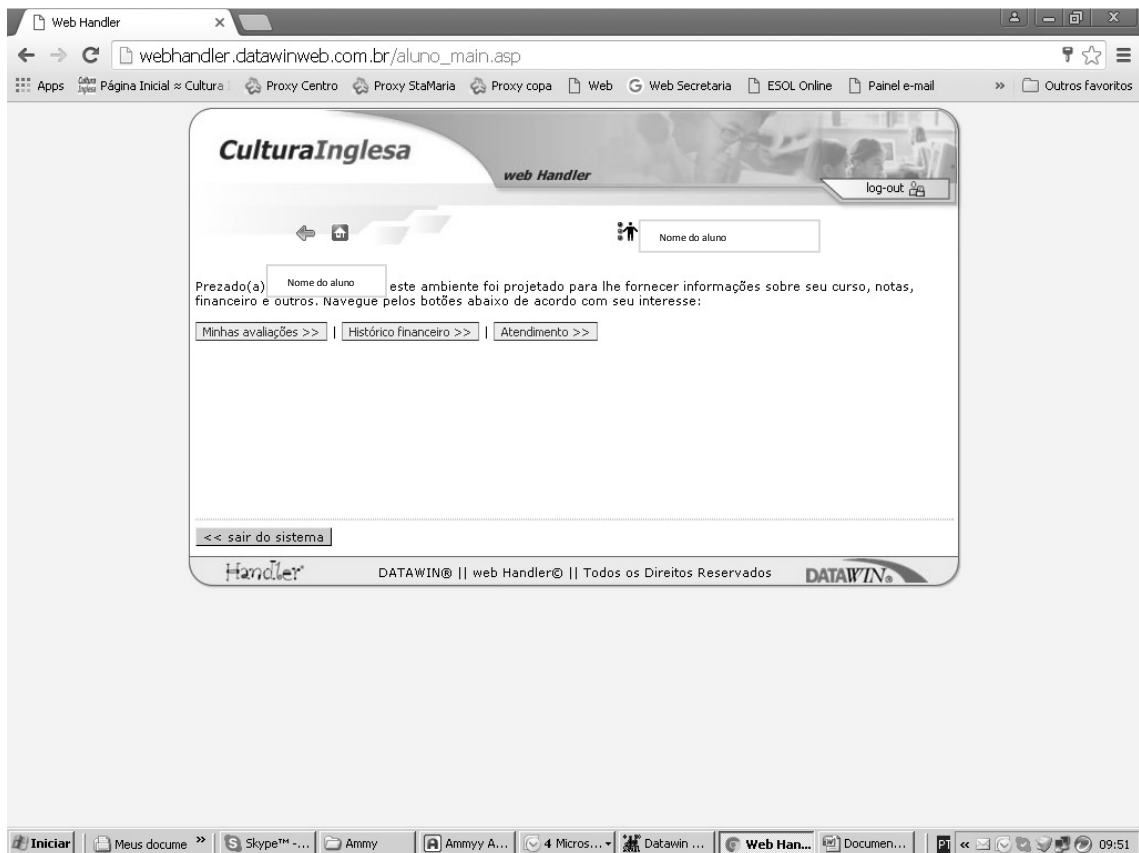 Web Handler
webhandler.datawinweb.com.br/aluno_main.asp
Apps Página Inicial ≈ Cultura I Proxy Centro Proxy StaMaria Proxy copa Web Web Secretaria ESOL Online Painel e-mail » Outros favoritos
CulturaInglesa
web Handler
log-out
Nome do aluno
Prezado(a) Nome do aluno este ambiente foi projetado para lhe fornecer informações sobre seu curso, notas,
financeiro e outros. Navegue pelos botões abaixo de acordo com seu interesse:
Minhas avaliações >> | Histórico financeiro >> | Atendimento >>
<< sair do sistema
Handler DATAWIN® || web Handler© || Todos os Direitos Reservados DATAWIN®
Iniciar Meus docume » Skype™ -... Ammy Ammyy A... 4 Micros... Datawin ... Web Han... Documen... PT « 09:51